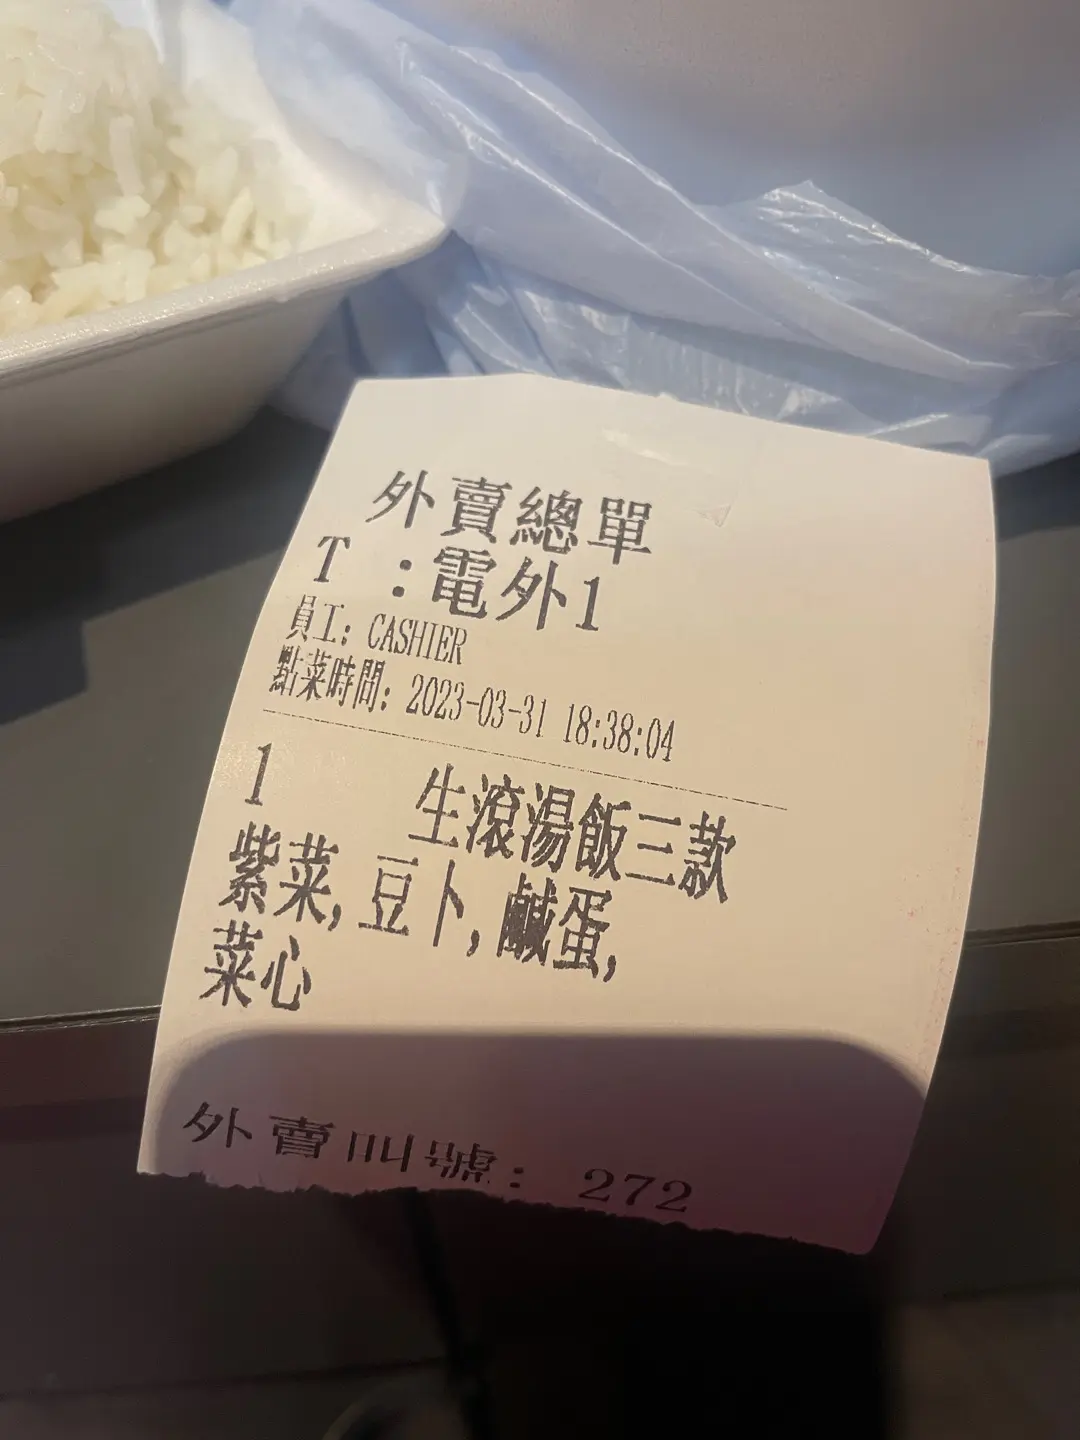 外賣總單
T :電外1
員工: CASHIER
點菜時間: 2023-03-31 18:38:04
1 生滾湯飯三款
紫菜, 豆卜, 鹹蛋,
菜心
外賣叫號: 272